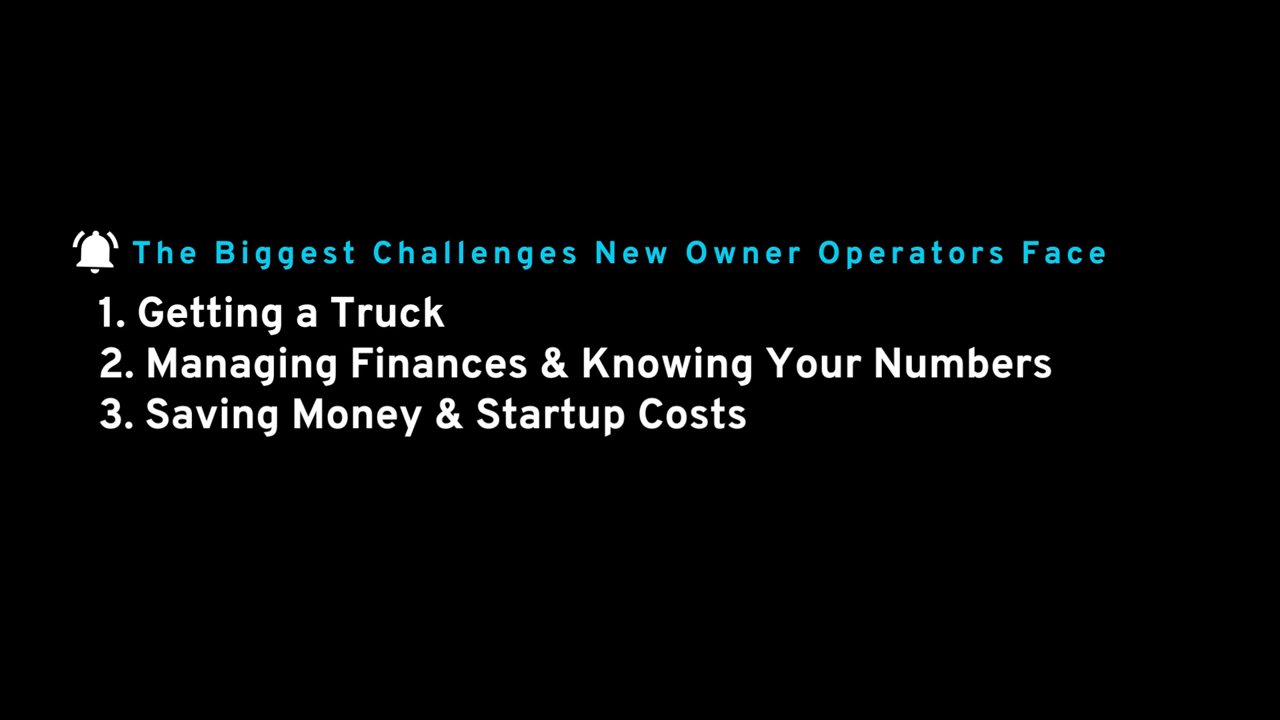 The Biggest Challenges New Owner Operators Face
1. Getting a Truck
2. Managing Finances & Knowing Your Numbers
3. Saving Money & Startup Costs